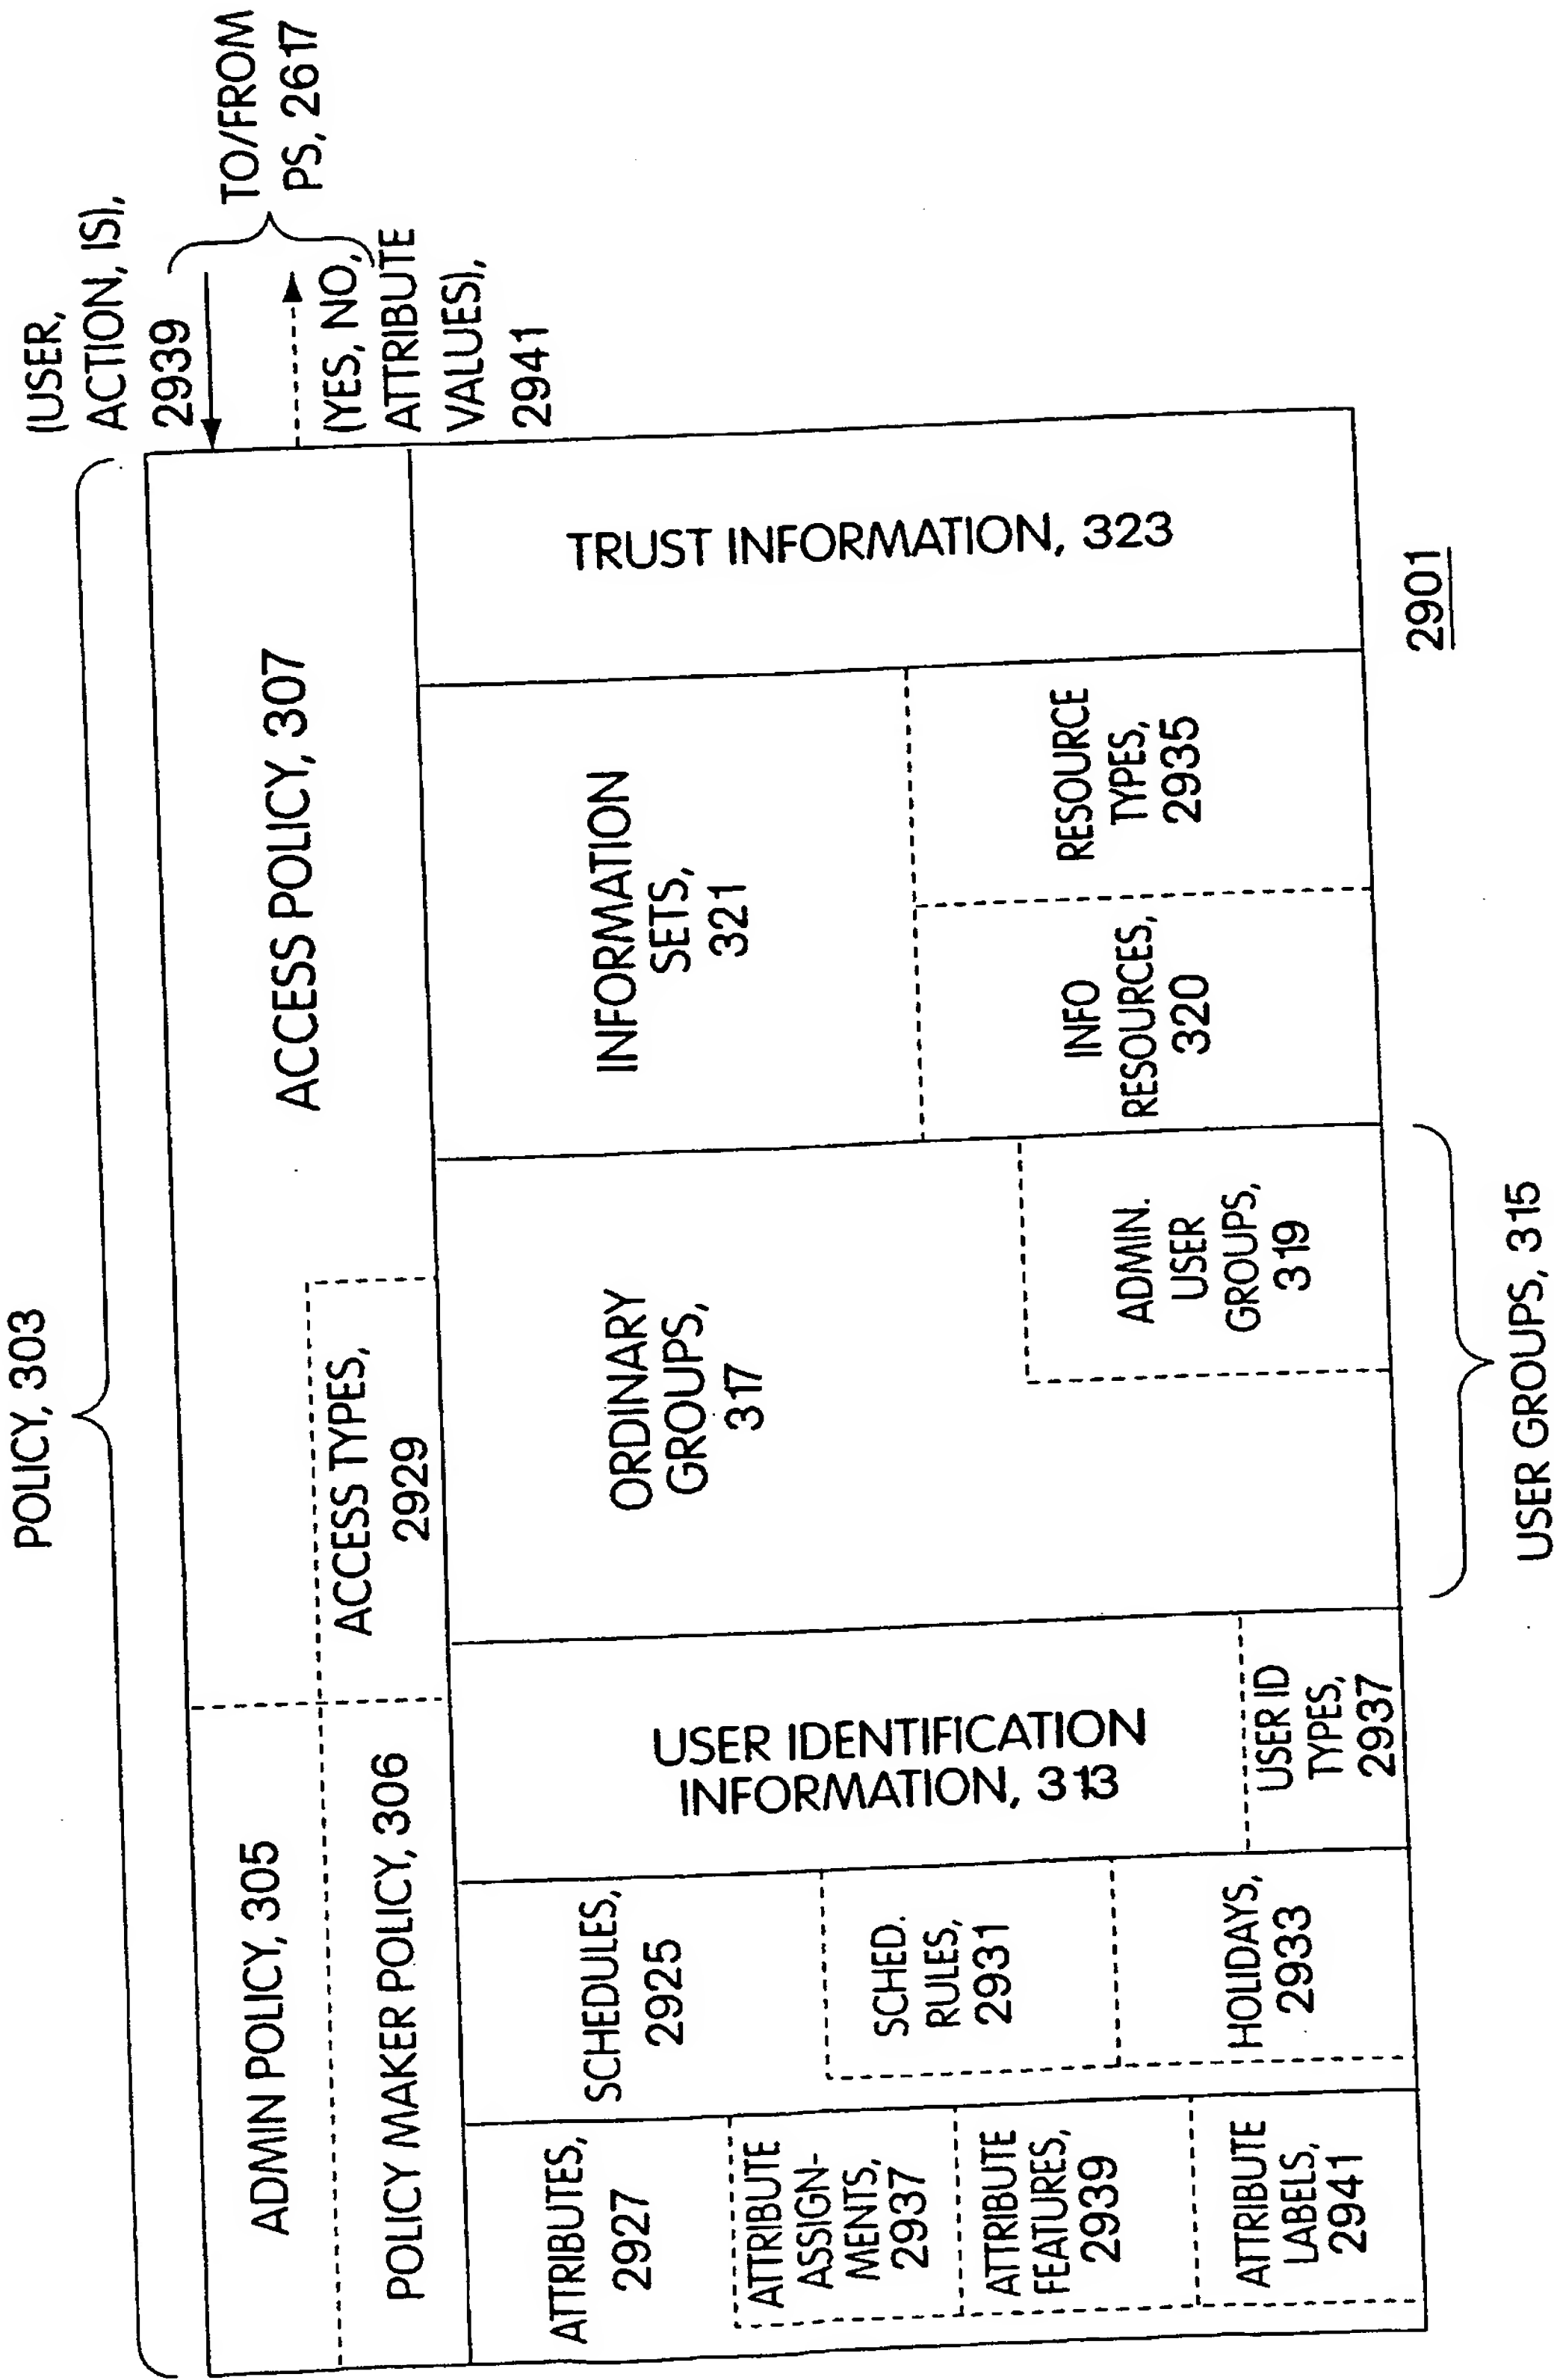 POLICY, 303
(USER,
ACTION, IS),
2939
TO/FROM
PS, 2617
(YES, NO,
ATTRIBUTE
VALUES),
2941
ADMIN POLICY, 305
POLICY MAKER POLICY, 306
ACCESS TYPES,
2929
ACCESS POLICY, 307
ATTRIBUTES,
2927
ATTRIBUTE
ASSIGN-
MENTS,
2937
ATTRIBUTE
FEATURES,
2939
ATTRIBUTE
LABELS,
2941
SCHEDULES,
2925
SCHED.
RULES,
2931
HOLIDAYS,
2933
USER IDENTIFICATION
INFORMATION, 313
USER ID
TYPES,
2937
ORDINARY
GROUPS,
317
ADMIN.
USER
GROUPS,
319
INFORMATION
SETS,
321
INFO
RESOURCES,
320
RESOURCE
TYPES,
2935
TRUST INFORMATION, 323
USER GROUPS, 315
2901